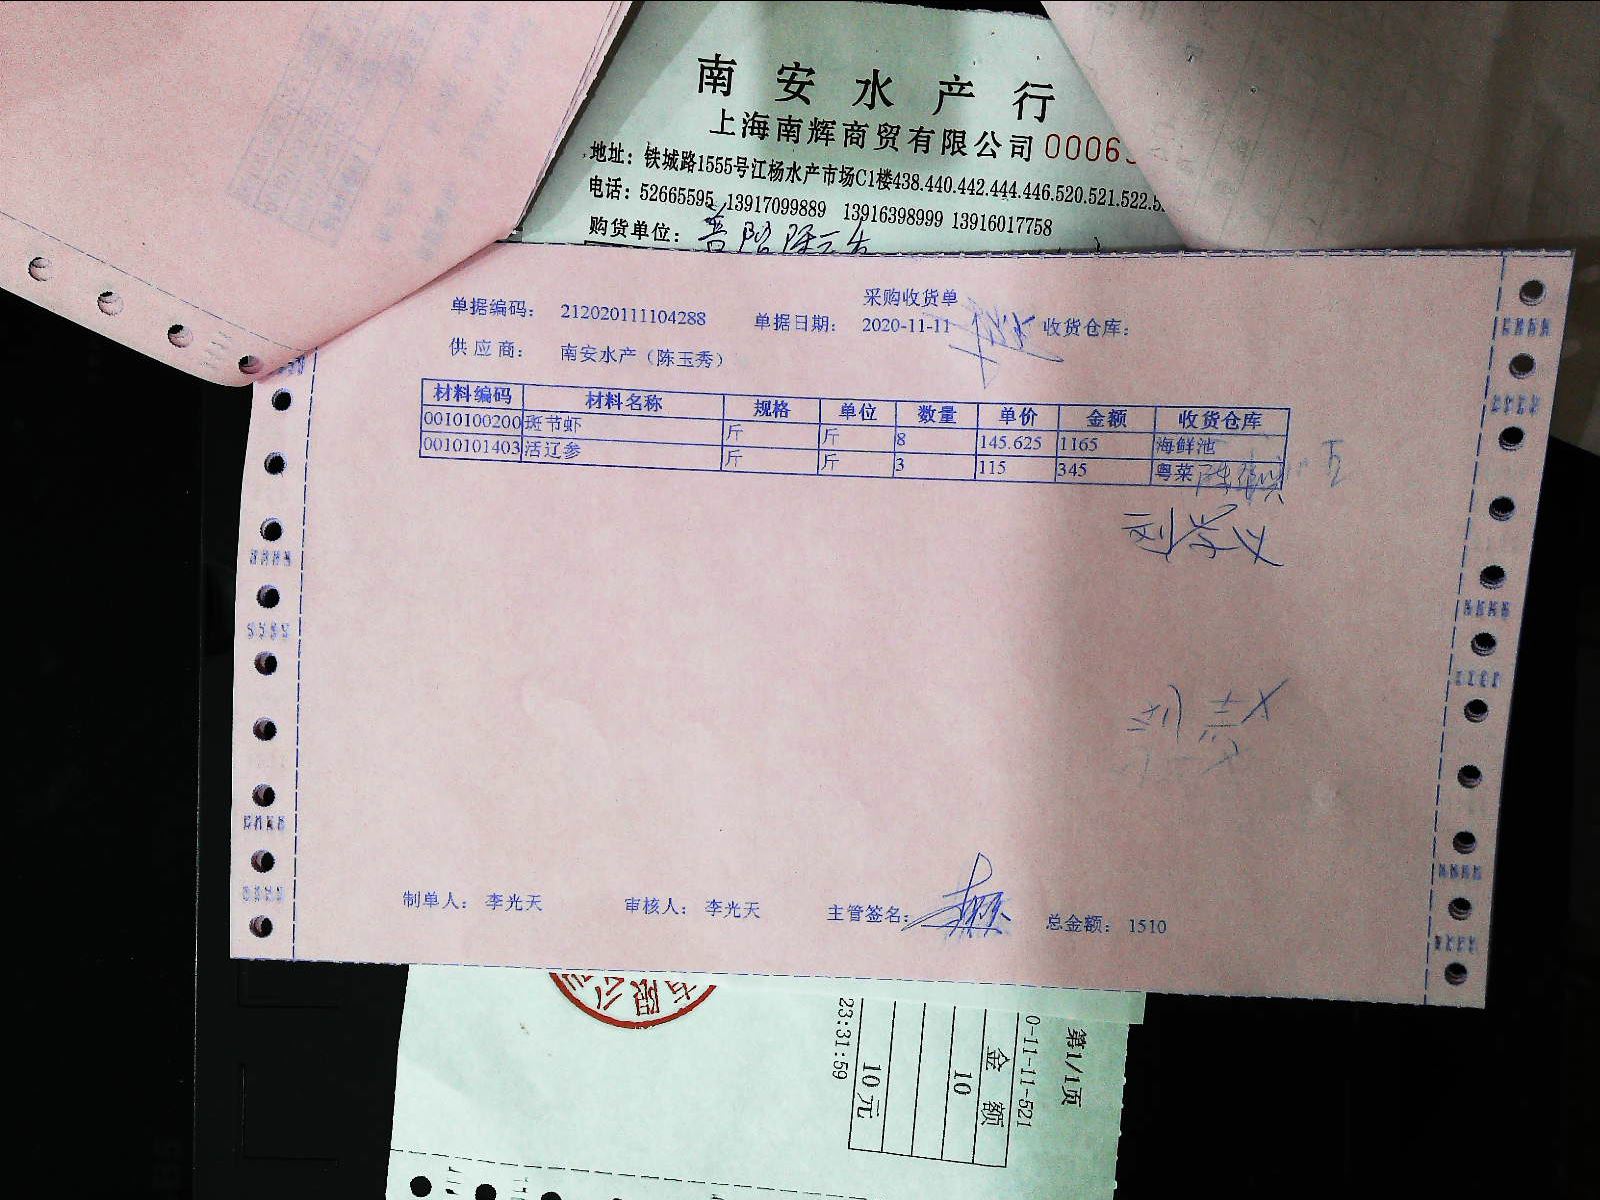 南安水产行
上海南辉商贸有限公司 0006
地址：铁城路1555号江杨水产市场C1楼438.440.442.444.446.520.521.522.5
电话：52665595 13917099889 13916398999 13916017758
购货单位：
采购收货单
单据编码： 212020111104288 单据日期： 2020-11-11 收货仓库：
供应商： 南安水产（陈玉秀）
材料编码 材料名称 规格 单位 数量 单价 金额 收货仓库
0010100200 斑节虾 斤 斤 8 145.625 1165 海鲜池
0010101403 活辽参 斤 斤 3 115 345 粤菜
刘学义
制单人： 李光天 审核人： 李光天 主管签名： 总金额： 1510
有限公
第1/1页
0-11-11-521
金额
10
10元
23:31:59